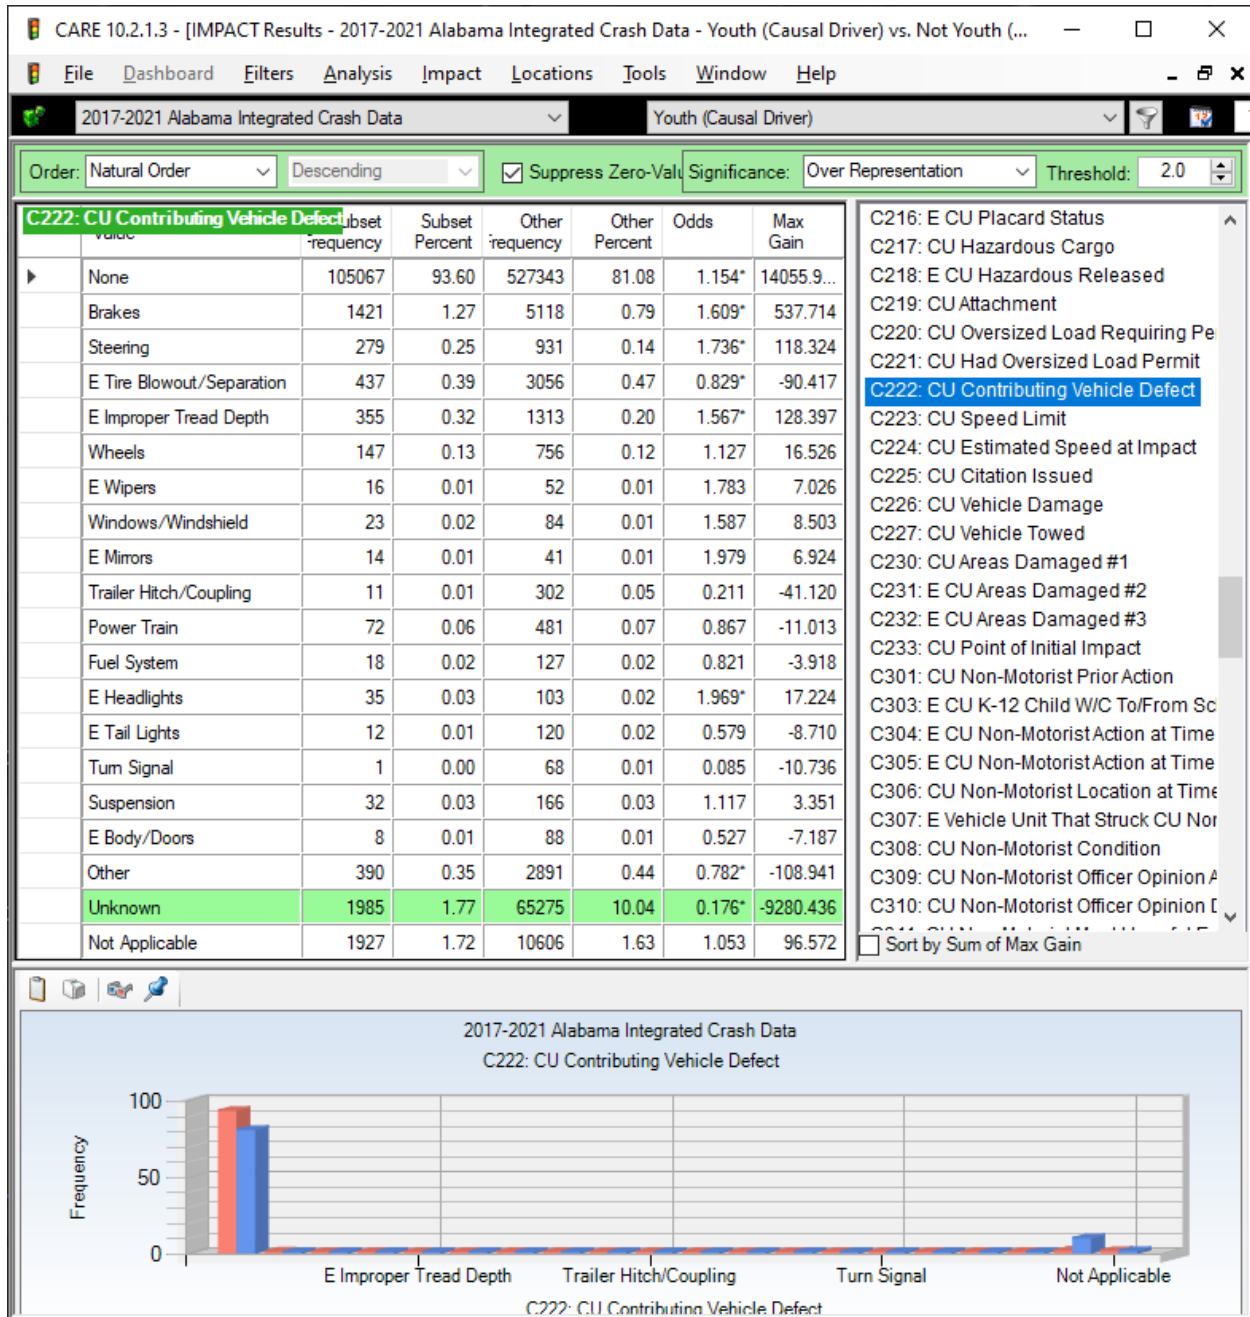 CARE 10.2.1.3 - [IMPACT Results - 2017-2021 Alabama Integrated Crash Data - Youth (Causal Driver) vs. Not Youth (...
File Dashboard Filters Analysis Impact Locations Tools Window Help
2017-2021 Alabama Integrated Crash Data Youth (Causal Driver)
Order: Natural Order Descending Suppress Zero-Valu Significance: Over Representation Threshold: 2.0
C222: CU Contributing Vehicle Defect
Subset Frequency Subset Percent Other Frequency Other Percent Odds Max Gain
None 105067 93.60 527343 81.08 1.154* 14055.9...
Brakes 1421 1.27 5118 0.79 1.609* 537.714
Steering 279 0.25 931 0.14 1.736* 118.324
E Tire Blowout/Separation 437 0.39 3056 0.47 0.829* -90.417
E Improper Tread Depth 355 0.32 1313 0.20 1.567* 128.397
Wheels 147 0.13 756 0.12 1.127 16.526
E Wipers 16 0.01 52 0.01 1.783 7.026
Windows/Windshield 23 0.02 84 0.01 1.587 8.503
E Mirrors 14 0.01 41 0.01 1.979 6.924
Trailer Hitch/Coupling 11 0.01 302 0.05 0.211 -41.120
Power Train 72 0.06 481 0.07 0.867 -11.013
Fuel System 18 0.02 127 0.02 0.821 -3.918
E Headlights 35 0.03 103 0.02 1.969* 17.224
E Tail Lights 12 0.01 120 0.02 0.579 -8.710
Turn Signal 1 0.00 68 0.01 0.085 -10.736
Suspension 32 0.03 166 0.03 1.117 3.351
E Body/Doors 8 0.01 88 0.01 0.527 -7.187
Other 390 0.35 2891 0.44 0.782* -108.941
Unknown 1985 1.77 65275 10.04 0.176* -9280.436
Not Applicable 1927 1.72 10606 1.63 1.053 96.572
C216: E CU Placard Status
C217: CU Hazardous Cargo
C218: E CU Hazardous Released
C219: CU Attachment
C220: CU Oversized Load Requiring Pe
C221: CU Had Oversized Load Permit
C222: CU Contributing Vehicle Defect
C223: CU Speed Limit
C224: CU Estimated Speed at Impact
C225: CU Citation Issued
C226: CU Vehicle Damage
C227: CU Vehicle Towed
C230: CU Areas Damaged #1
C231: E CU Areas Damaged #2
C232: E CU Areas Damaged #3
C233: CU Point of Initial Impact
C301: CU Non-Motorist Prior Action
C303: E CU K-12 Child W/C To/From Sc
C304: E CU Non-Motorist Action at Time
C305: E CU Non-Motorist Action at Time
C306: CU Non-Motorist Location at Time
C307: E Vehicle Unit That Struck CU Nor
C308: CU Non-Motorist Condition
C309: CU Non-Motorist Officer Opinion A
C310: CU Non-Motorist Officer Opinion D
Sort by Sum of Max Gain
2017-2021 Alabama Integrated Crash Data
C222: CU Contributing Vehicle Defect
Frequency
100
50
0
E Improper Tread Depth Trailer Hitch/Coupling Turn Signal Not Applicable
C222: CU Contributing Vehicle Defect